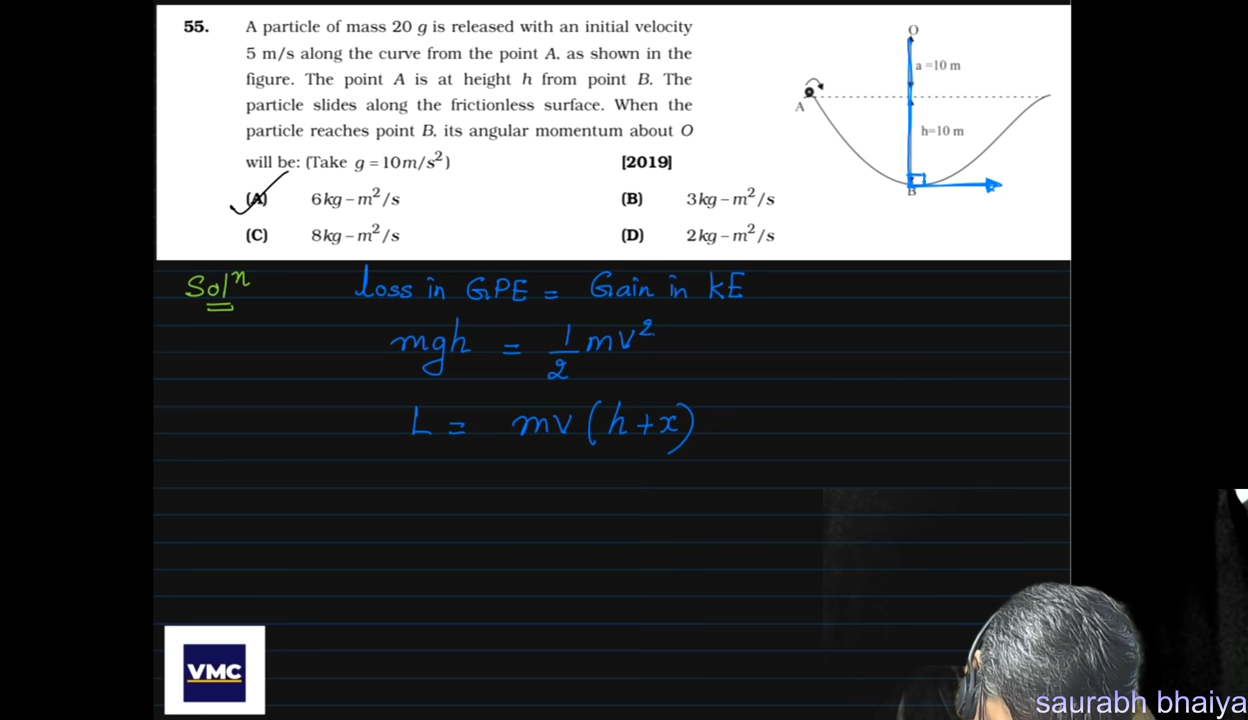 55. A particle of mass 20 g is released with an initial velocity
5 m/s along the curve from the point A, as shown in the
figure. The point A is at height h from point B. The
particle slides along the frictionless surface. When the
particle reaches point B, its angular momentum about O
will be: (Take g = 10m/s²) [2019]
(A) 6kg – m²/s (B) 3kg – m²/s
(C) 8kg – m²/s (D) 2kg – m²/s
O
a =10 m
A
h=10 m
B
Solⁿ loss in GPE = Gain in KE
mgh = 1/2 mv²
L = mv (h+x)
VMC
saurabh bhaiya